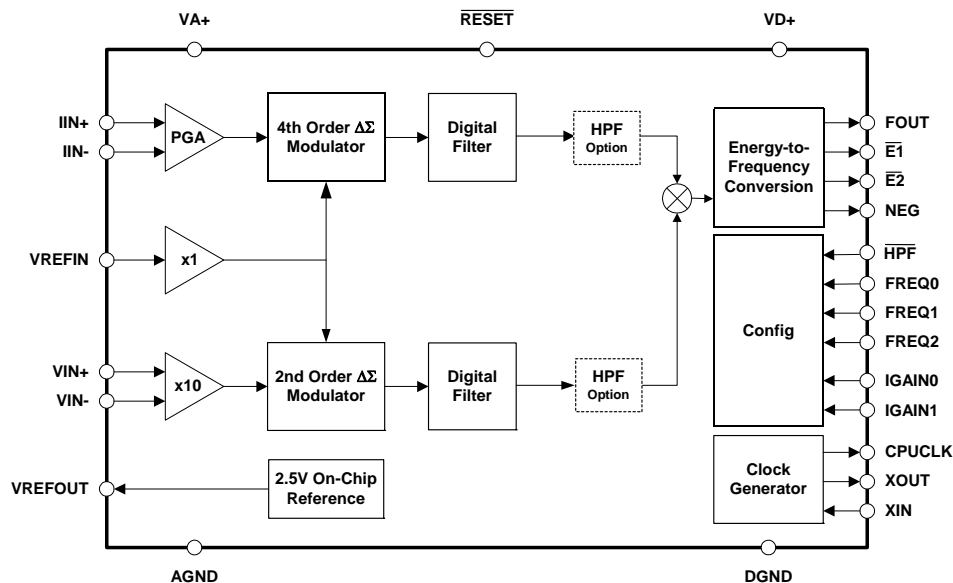 VA+
RESET
VD+
IIN+
IIN-
PGA
4th Order ΔΣ
Modulator
Digital
Filter
HPF
Option
Energy-to-
Frequency
Conversion
FOUT
E1
E2
NEG
VREFIN
x1
HPF
FREQ0
FREQ1
FREQ2
IGAIN0
IGAIN1
Config
VIN+
VIN-
x10
2nd Order ΔΣ
Modulator
Digital
Filter
HPF
Option
VREFOUT
2.5V On-Chip
Reference
Clock
Generator
CPUCLK
XOUT
XIN
AGND
DGND